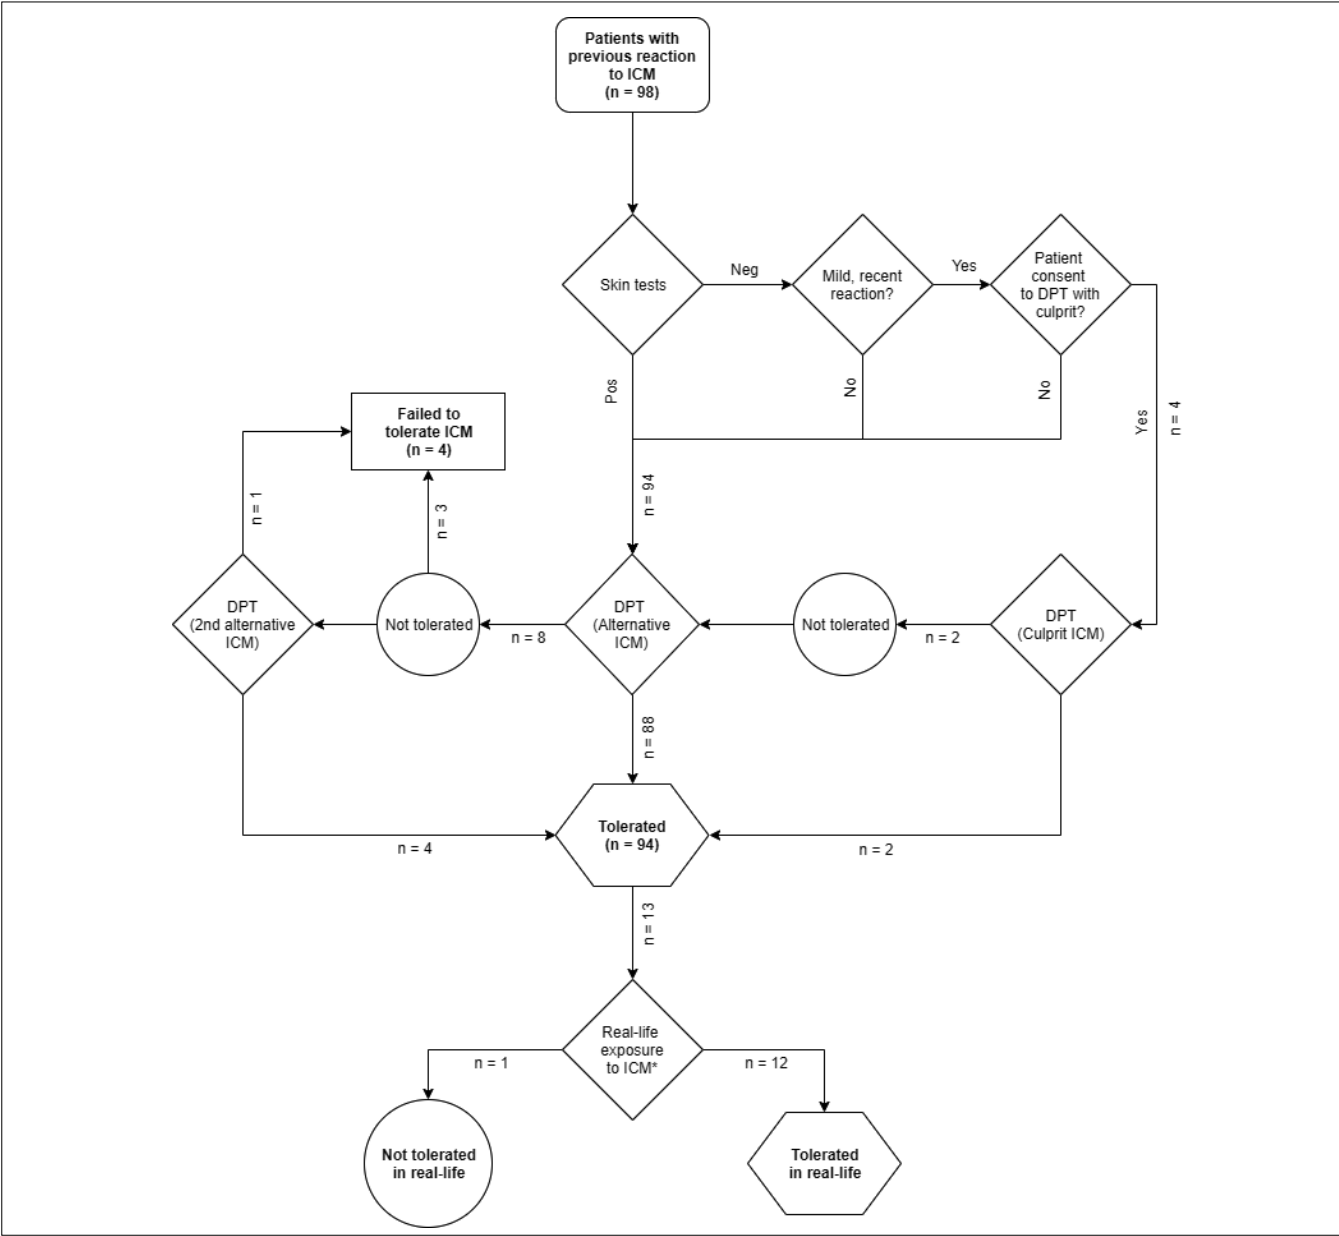 Patients with
previous reaction
to ICM
(n = 98)
Skin tests
Neg
Mild, recent
reaction?
Yes
Patient
consent
to DPT with
culprit?
Pos
No
No
Yes
n = 4
Failed to
tolerate ICM
(n = 4)
n = 1
n = 3
n = 94
DPT
(2nd alternative
ICM)
Not tolerated
n = 8
DPT
(Alternative
ICM)
Not tolerated
n = 2
DPT
(Culprit ICM)
n = 88
n = 4
Tolerated
(n = 94)
n = 2
n = 13
Real-life
exposure
to ICM*
n = 1
n = 12
Not tolerated
in real-life
Tolerated
in real-life